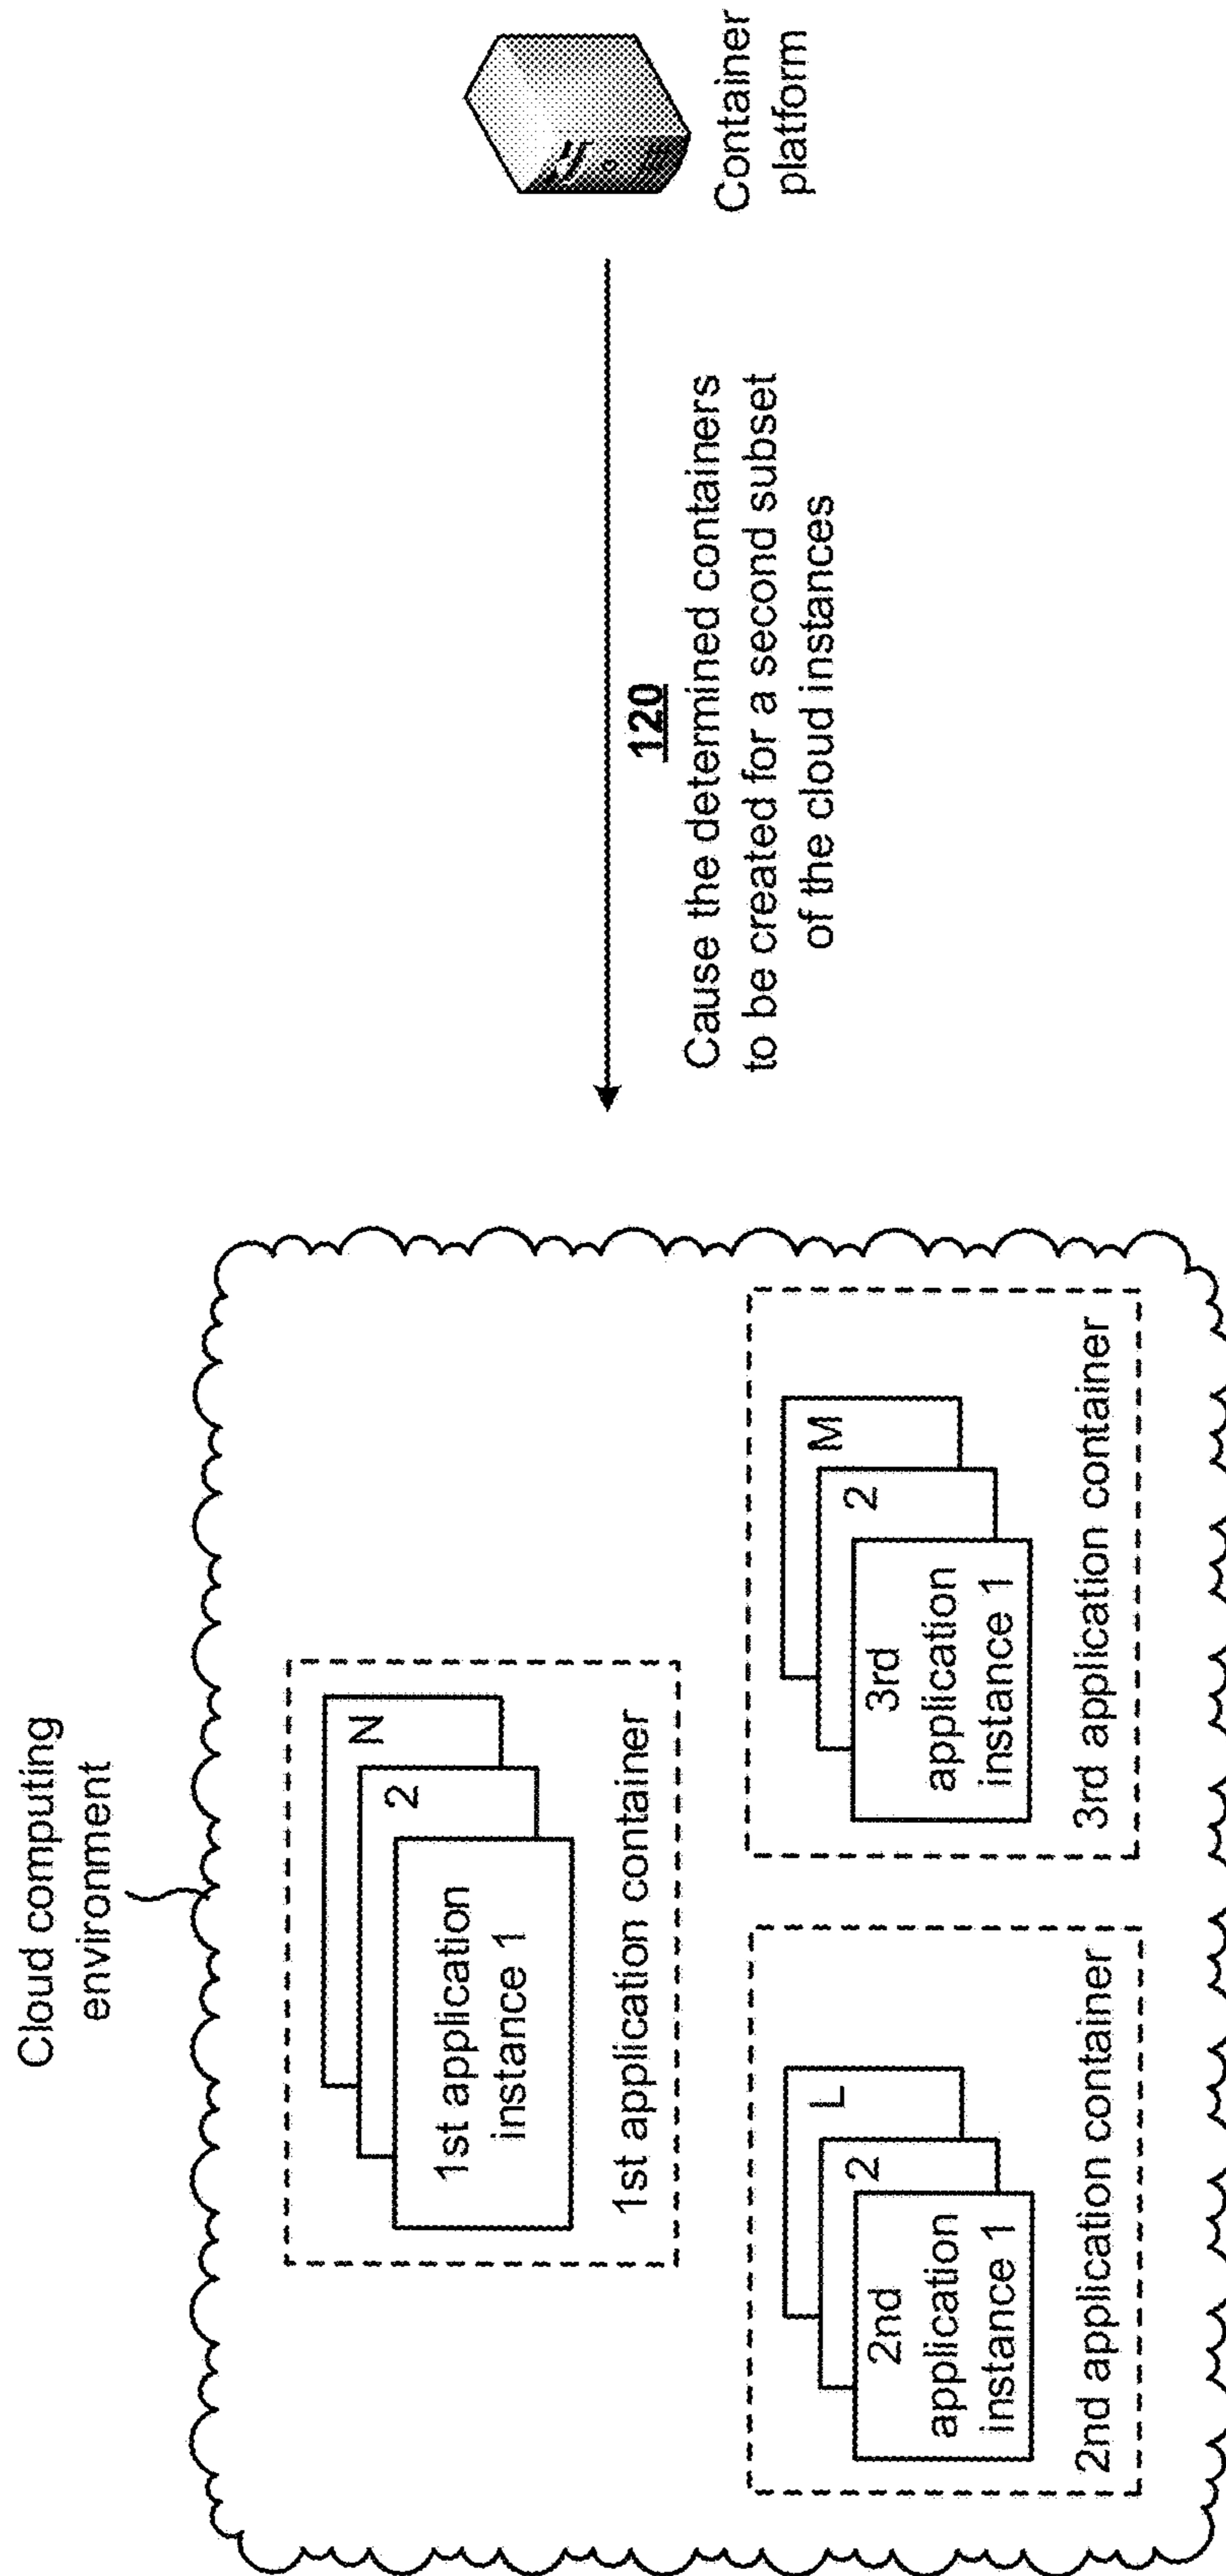 Cloud computing
environment
N
2
1st application
instance 1
1st application container
L
2
2nd
application
instance 1
2nd application container
M
2
3rd
application
instance 1
3rd application container
120
Cause the determined containers
to be created for a second subset
of the cloud instances
Container
platform